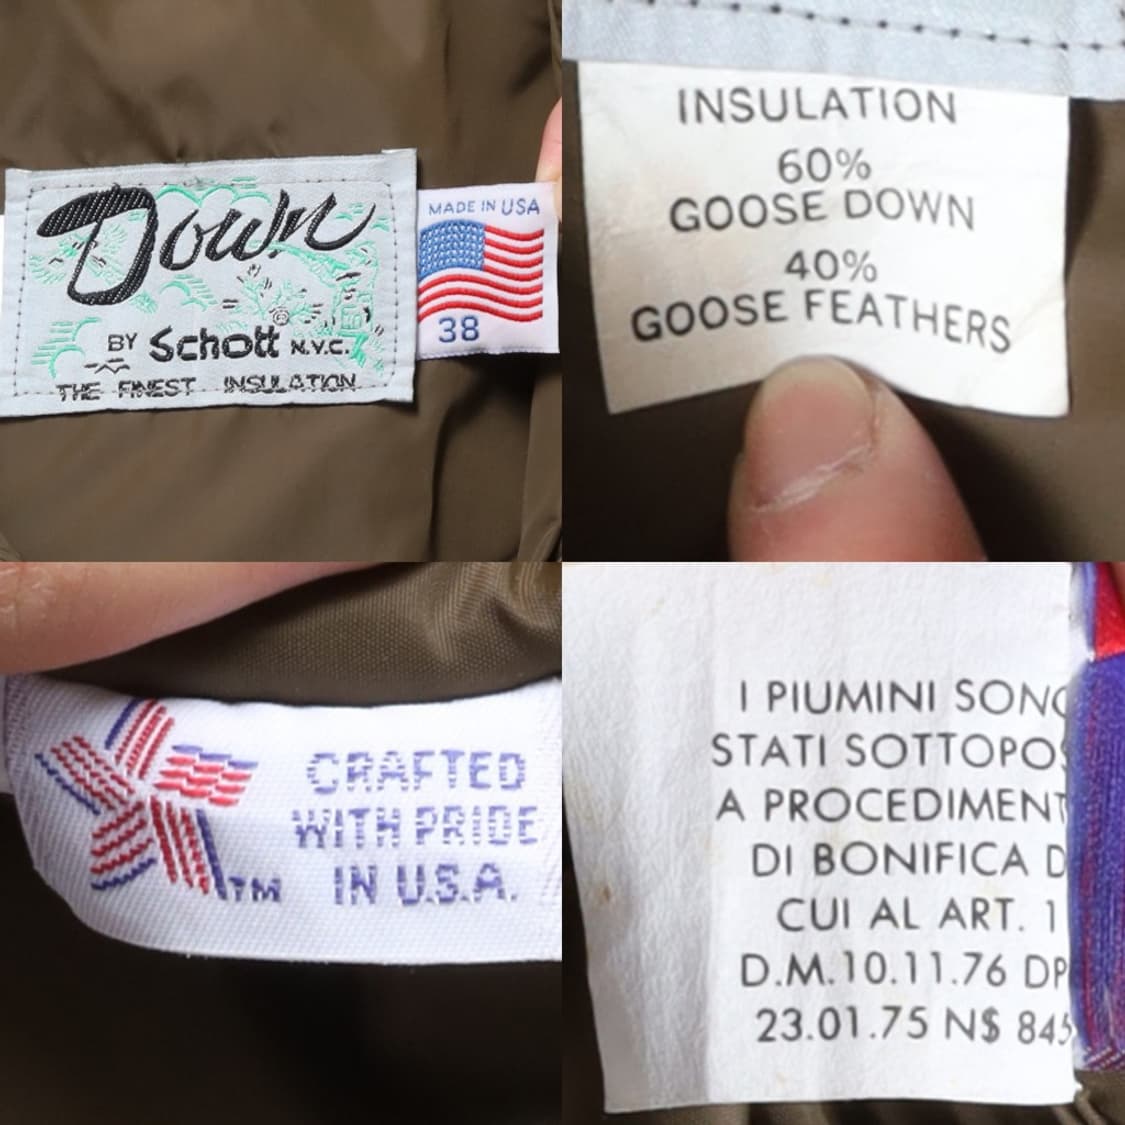 Down
BY Schott N.Y.C.
THE FINEST INSULATION
MADE IN USA
38
INSULATION
60%
GOOSE DOWN
40%
GOOSE FEATHERS
CRAFTED
WITH PRIDE
IN U.S.A.
TM
I PIUMINI SONO
STATI SOTTOPOS
A PROCEDIMENT
DI BONIFICA D
CUI AL ART. 1
D.M.10.11.76 DP
23.01.75 N$ 845